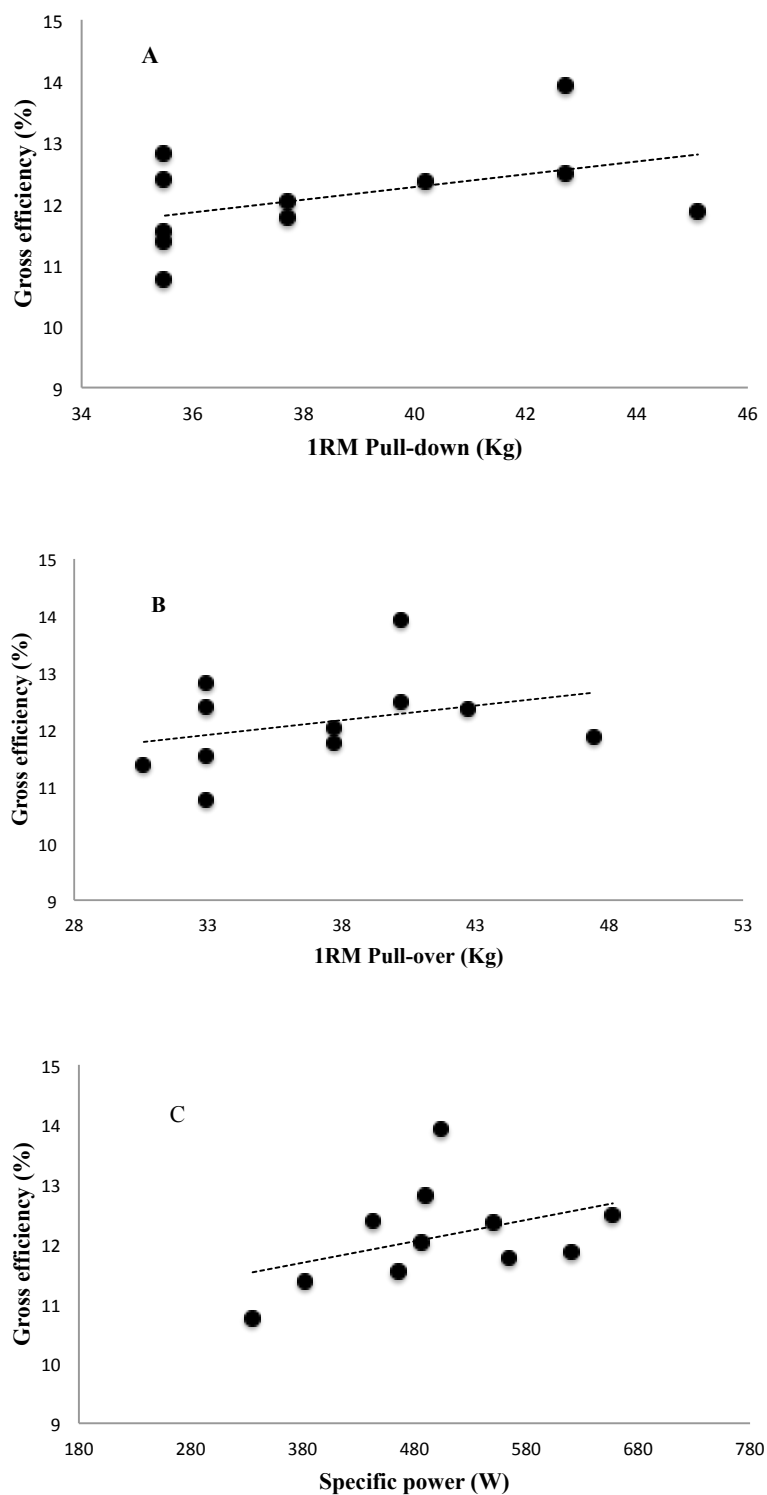 15
A
14
13
12
11
10
9
Gross efficiency (%)
34 36 38 40 42 44 46
1RM Pull-down (Kg)
15
B
14
13
12
11
10
9
Gross efficiency (%)
28 33 38 43 48 53
1RM Pull-over (Kg)
15
C
14
13
12
11
10
9
Gross efficiency (%)
180 280 380 480 580 680 780
Specific power (W)